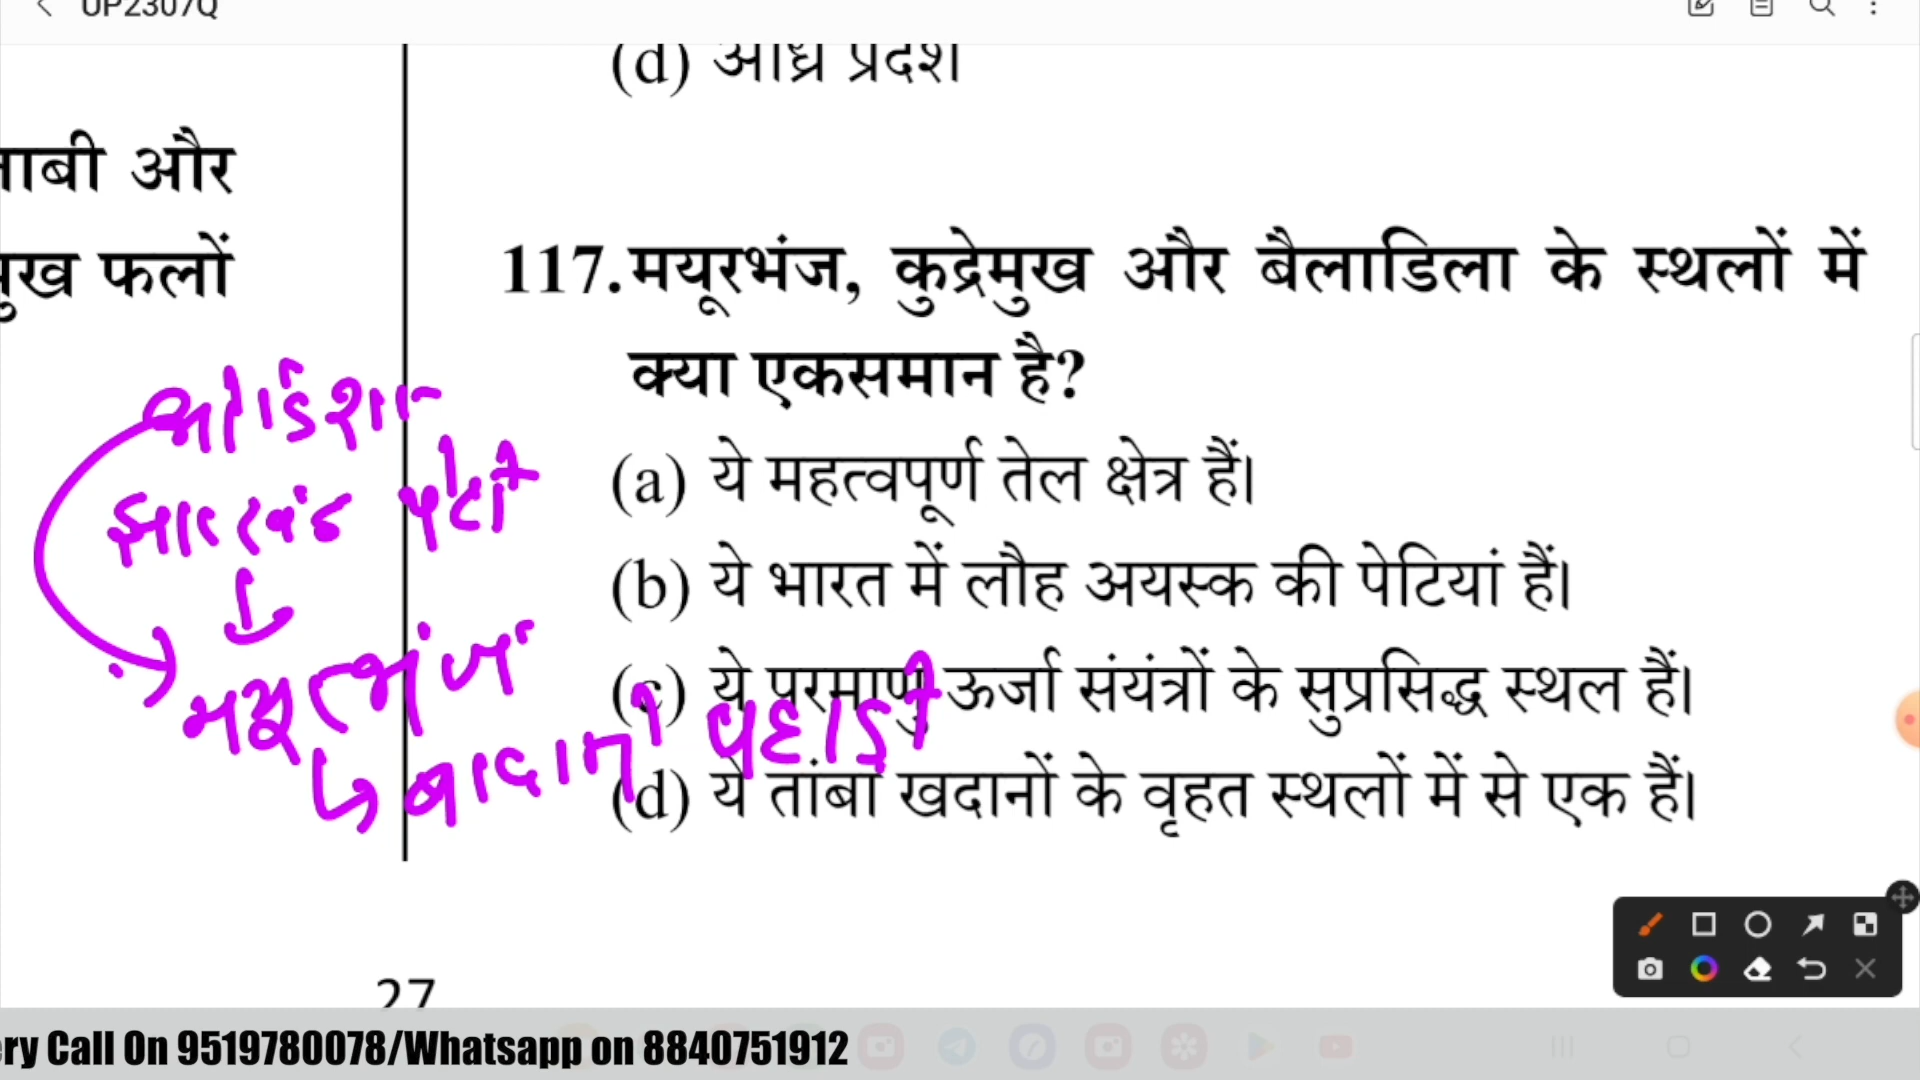 UP2307Q
(d) आंध्र प्रदेश
ताबी और
मुख फलों
117. मयूरभंज, कुद्रेमुख और बैलाडिला के स्थलों में
क्या एकसमान है?
(a) ये महत्वपूर्ण तेल क्षेत्र हैं।
(b) ये भारत में लौह अयस्क की पेटियां हैं।
(c) ये परमाणु ऊर्जा संयंत्रों के सुप्रसिद्ध स्थल हैं।
(d) ये तांबा खदानों के वृहत स्थलों में से एक हैं।
ओडिशा
झारखंड पेटी
मयूरभंज
बादाम पहाड़ी
27
ery Call On 9519780078/Whatsapp on 8840751912